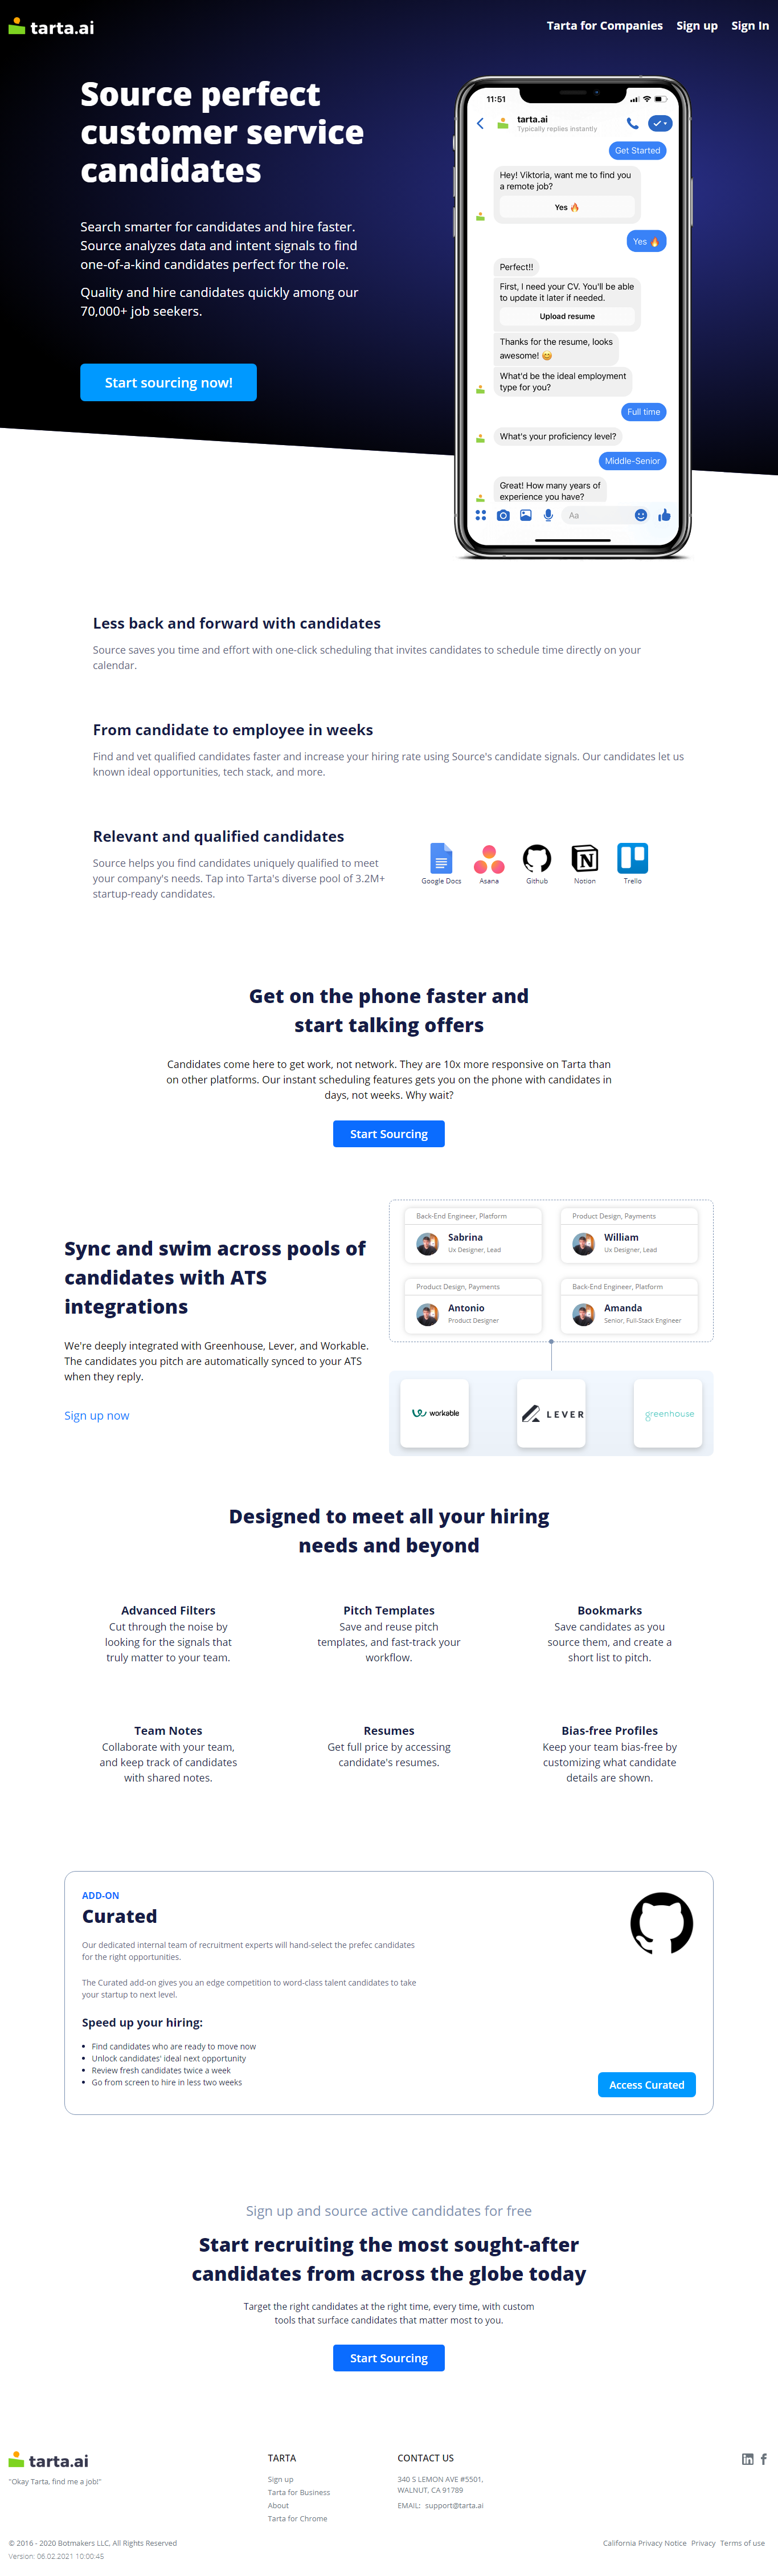 tarta.ai
Tarta for Companies Sign up Sign In
Source perfect
customer service
candidates
Search smarter for candidates and hire faster.
Source analyzes data and intent signals to find
one-of-a-kind candidates perfect for the role.
Quality and hire candidates quickly among our
70,000+ job seekers.
Start sourcing now!
11:51
tarta.ai
Typically replies instantly
Get Started
Hey! Viktoria, want me to find you
a remote job?
Yes 🔥
Yes 🔥
Perfect!!
First, I need your CV. You'll be able
to update it later if needed.
Upload resume
Thanks for the resume, looks
awesome! 😄
What'd be the ideal employment
type for you?
Full time
What's your proficiency level?
Middle-Senior
Great! How many years of
experience you have?
Aa
Less back and forward with candidates
Source saves you time and effort with one-click scheduling that invites candidates to schedule time directly on your
calendar.
From candidate to employee in weeks
Find and vet qualified candidates faster and increase your hiring rate using Source's candidate signals. Our candidates let us
known ideal opportunities, tech stack, and more.
Relevant and qualified candidates
Source helps you find candidates uniquely qualified to meet
your company's needs. Tap into Tarta's diverse pool of 3.2M+
startup-ready candidates.
Google Docs Asana Github Notion Trello
Get on the phone faster and
start talking offers
Candidates come here to get work, not network. They are 10x more responsive on Tarta than
on other platforms. Our instant scheduling features gets you on the phone with candidates in
days, not weeks. Why wait?
Start Sourcing
Sync and swim across pools of
candidates with ATS
integrations
We're deeply integrated with Greenhouse, Lever, and Workable.
The candidates you pitch are automatically synced to your ATS
when they reply.
Sign up now
Back-End Engineer, Platform
Sabrina
Ux Designer, Lead
Product Design, Payments
William
Ux Designer, Lead
Product Design, Payments
Antonio
Product Designer
Back-End Engineer, Platform
Amanda
Senior, Full-Stack Engineer
workable
LEVER
greenhouse
Designed to meet all your hiring
needs and beyond
Advanced Filters
Cut through the noise by
looking for the signals that
truly matter to your team.
Pitch Templates
Save and reuse pitch
templates, and fast-track your
workflow.
Bookmarks
Save candidates as you
source them, and create a
short list to pitch.
Team Notes
Collaborate with your team,
and keep track of candidates
with shared notes.
Resumes
Get full price by accessing
candidate's resumes.
Bias-free Profiles
Keep your team bias-free by
customizing what candidate
details are shown.
ADD-ON
Curated
Our dedicated internal team of recruitment experts will hand-select the prefec candidates
for the right opportunities.
The Curated add-on gives you an edge competition to word-class talent candidates to take
your startup to next level.
Speed up your hiring:
• Find candidates who are ready to move now
• Unlock candidates' ideal next opportunity
• Review fresh candidates twice a week
• Go from screen to hire in less two weeks
Access Curated
Sign up and source active candidates for free
Start recruiting the most sought-after
candidates from across the globe today
Target the right candidates at the right time, every time, with custom
tools that surface candidates that matter most to you.
Start Sourcing
tarta.ai
"Okay Tarta, find me a job!"
TARTA
Sign up
Tarta for Business
About
Tarta for Chrome
CONTACT US
340 S LEMON AVE #5501,
WALNUT, CA 91789
EMAIL: support@tarta.ai
© 2016 - 2020 Botmakers LLC, All Rights Reserved
Version: 06.02.2021 10:00:45
California Privacy Notice Privacy Terms of use